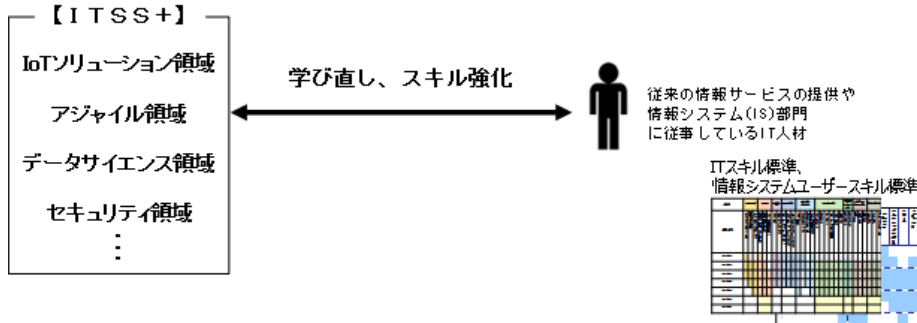 【ITSS+】
IoTソリューション領域
アジャイル領域
データサイエンス領域
セキュリティ領域
⋮
学び直し、スキル強化
従来の情報サービスの提供や
情報システム(IS)部門
に従事しているIT人材
ITスキル標準、
情報システムユーザースキル標準